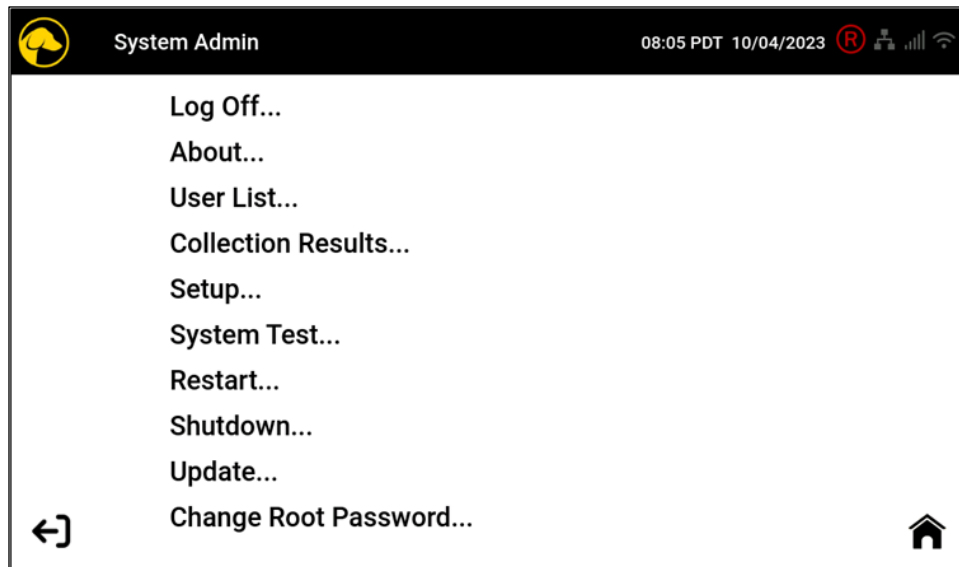 System Admin
08:05 PDT 10/04/2023 R
Log Off...
About...
User List...
Collection Results...
Setup...
System Test...
Restart...
Shutdown...
Update...
Change Root Password...